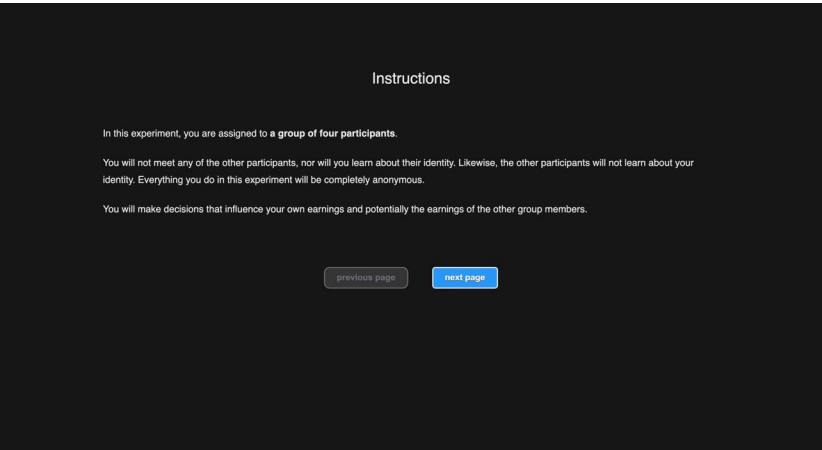 Instructions
In this experiment, you are assigned to a group of four participants.
You will not meet any of the other participants, nor will you learn about their identity. Likewise, the other participants will not learn about your
identity. Everything you do in this experiment will be completely anonymous.
You will make decisions that influence your own earnings and potentially the earnings of the other group members.
previous page next page